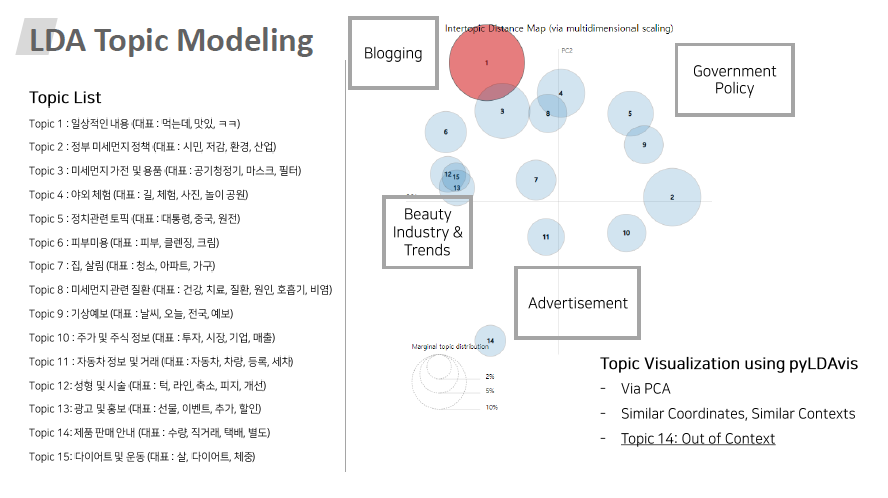 LDA Topic Modeling
Topic List
Topic 1 : 일상적인 내용 (대표 : 먹는데, 맛있, ㅋㅋ)
Topic 2 : 정부 미세먼지 정책 (대표 : 시민, 저감, 환경, 산업)
Topic 3 : 미세먼지 가전 및 용품 (대표 : 공기청정기, 마스크, 필터)
Topic 4 : 야외 체험 (대표 : 길, 체험, 사진, 놀이 공원)
Topic 5 : 정치관련 토픽 (대표 : 대통령, 중국, 원전)
Topic 6 : 피부미용 (대표 : 피부, 클렌징, 크림)
Topic 7 : 집, 살림 (대표 : 청소, 아파트, 가구)
Topic 8 : 미세먼지 관련 질환 (대표 : 건강, 치료, 질환, 원인, 호흡기, 비염)
Topic 9 : 기상예보 (대표 : 날씨, 오늘, 전국, 예보)
Topic 10 : 주가 및 주식 정보 (대표 : 투자, 시장, 기업, 매출)
Topic 11 : 자동차 정보 및 거래 (대표 : 자동차, 차량, 등록, 세차)
Topic 12: 성형 및 시술 (대표 : 턱, 라인, 축소, 피지, 개선)
Topic 13: 광고 및 홍보 (대표 : 선물, 이벤트, 추가, 할인)
Topic 14: 제품 판매 안내 (대표 : 수량, 직거래, 택배, 별도)
Topic 15: 다이어트 및 운동 (대표 : 살, 다이어트, 체중)
Intertopic Distance Map (via multidimensional scaling)
Blogging
PC2
Government
Policy
1
4
3
8
5
6
9
12
15
13
7
2
Beauty
Industry &
Trends
11
10
Advertisement
14
Marginal topic distribution
2%
5%
10%
Topic Visualization using pyLDAvis
- Via PCA
- Similar Coordinates, Similar Contexts
- Topic 14: Out of Context